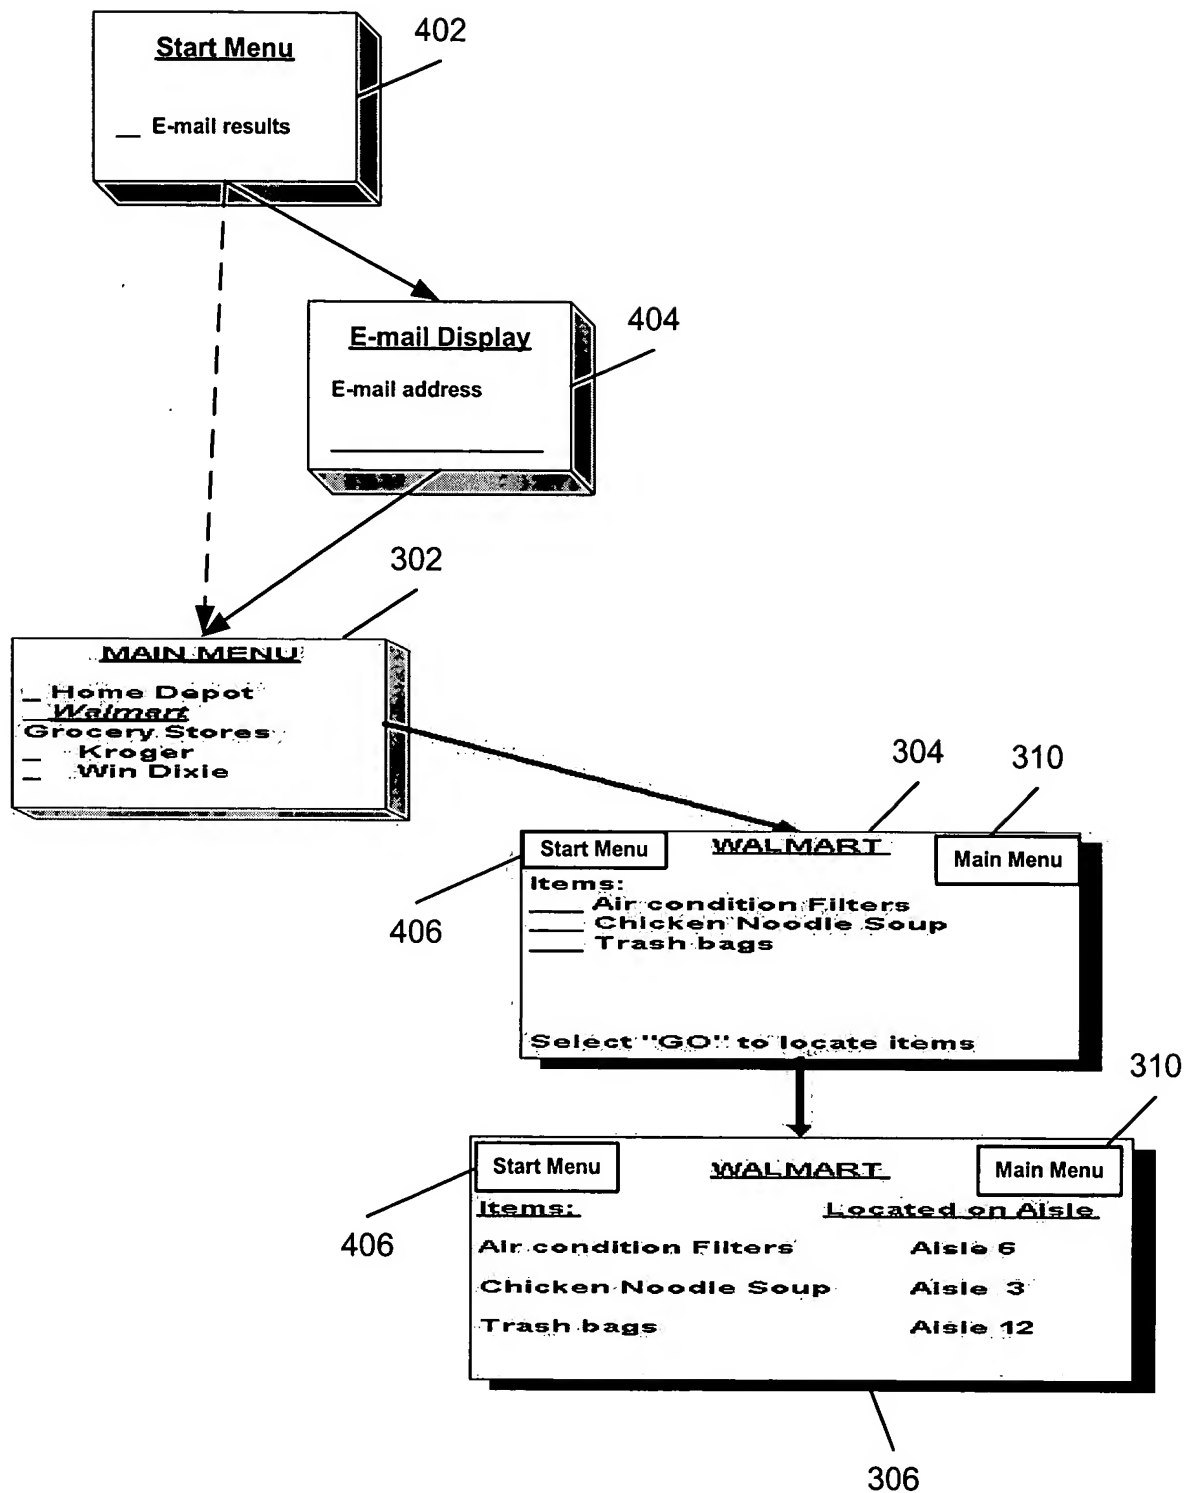 402
Start Menu
__ E-mail results
404
E-mail Display
E-mail address
302
MAIN MENU
_ Home Depot
__Walmart
Grocery Stores
_ Kroger
_ Win Dixie
304
310
Start Menu
WALMART
Main Menu
Items:
____ Air condition Filters
____ Chicken Noodle Soup
____ Trash bags
406
Select "GO" to locate items
310
Start Menu
WALMART
Main Menu
Items:
Located on Aisle
406
Air condition Filters Aisle 6
Chicken Noodle Soup Aisle 3
Trash bags Aisle 12
306